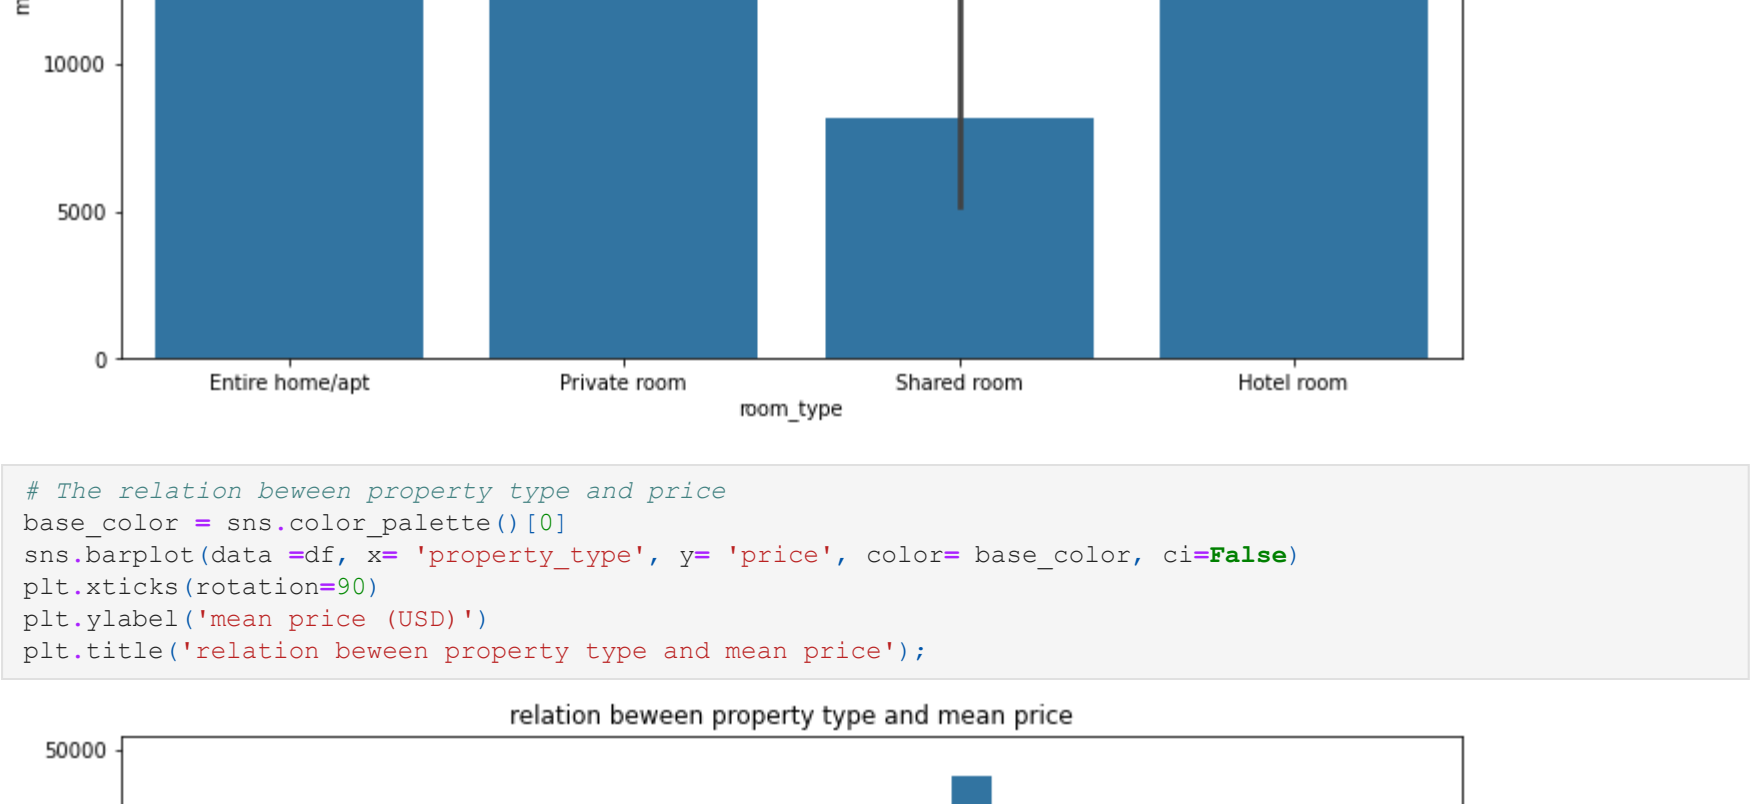 m
10000
5000
0
Entire home/apt Private room Shared room Hotel room
room_type
# The relation beween property type and price
base_color = sns.color_palette()[0]
sns.barplot(data =df, x= 'property_type', y= 'price', color= base_color, ci=False)
plt.xticks(rotation=90)
plt.ylabel('mean price (USD)')
plt.title('relation beween property type and mean price');
relation beween property type and mean price
50000